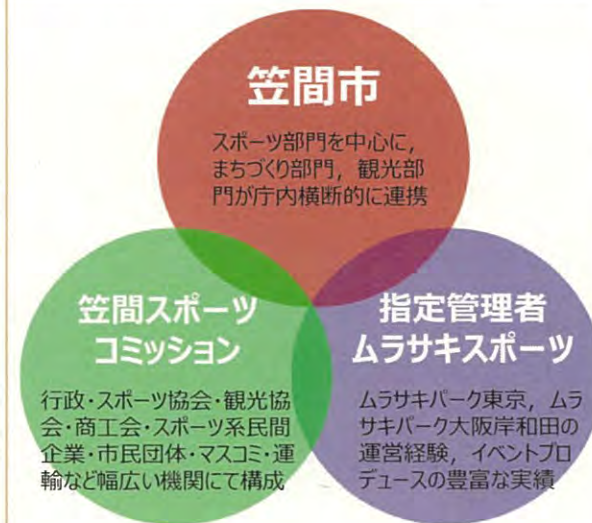 笠間市
スポーツ部門を中心に，
まちづくり部門，観光部
門が庁内横断的に連携
笠間スポーツ
コミッション
行政・スポーツ協会・観光協
会・商工会・スポーツ系民間
企業・市民団体・マスコミ・運
輸など幅広い機関にて構成
指定管理者
ムラサキスポーツ
ムラサキパーク東京，ムラ
サキパーク大阪岸和田の
運営経験，イベントプロ
デュースの豊富な実績